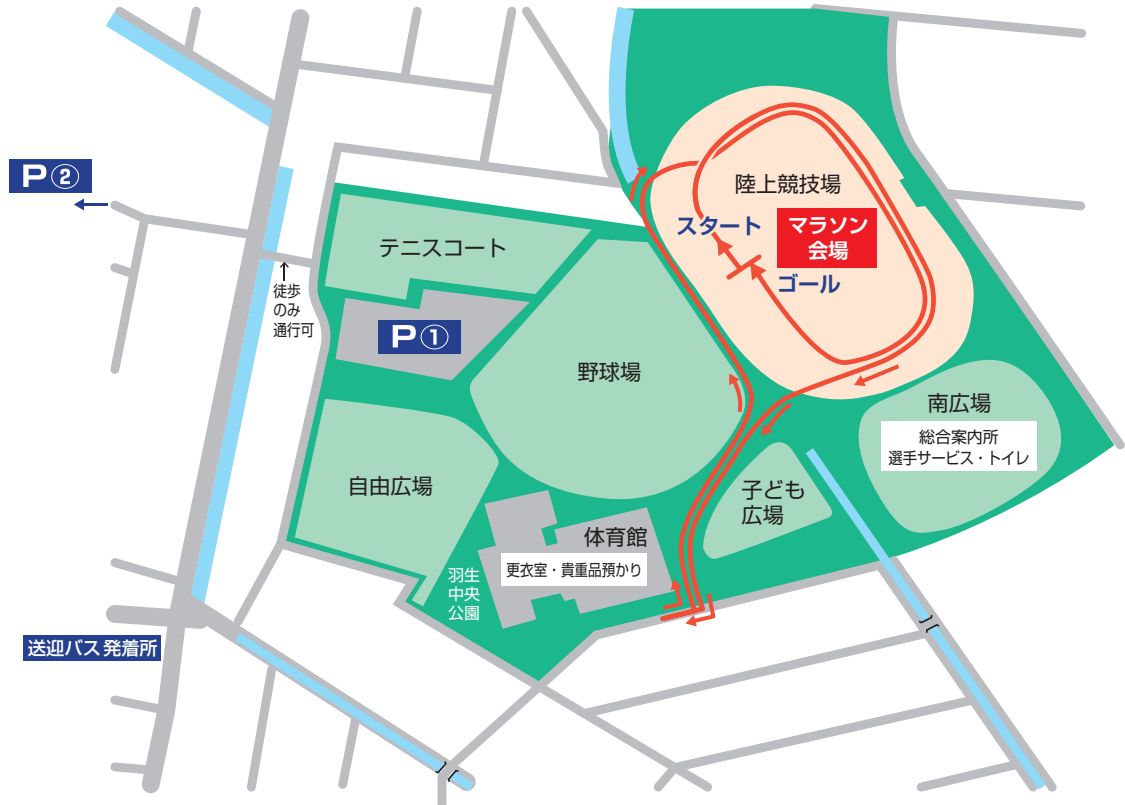 P②
陸上競技場
スタート
マラソン
会場
ゴール
テニスコート
徒歩
のみ
通行可
P①
野球場
南広場
総合案内所
選手サービス・トイレ
自由広場
子ども
広場
体育館
更衣室・貴重品預かり
羽生
中央
公園
送迎バス発着所